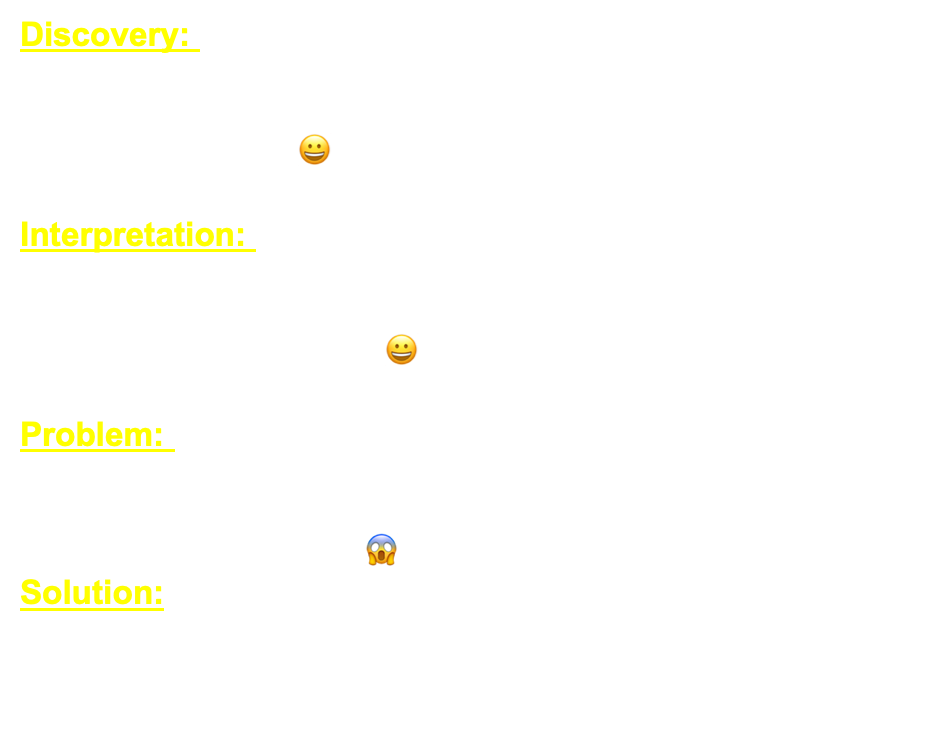 Discovery:
😀
Interpretation:
😀
Problem:
😱
Solution: